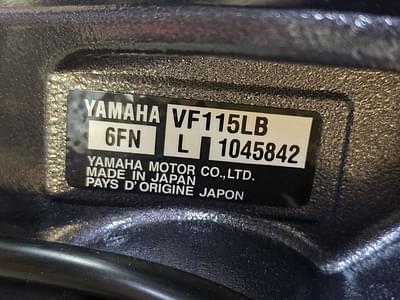 YAMAHA VF115LB
6FN L 1045842
YAMAHA MOTOR CO.,LTD.
MADE IN JAPAN
PAYS D'ORIGINE JAPON